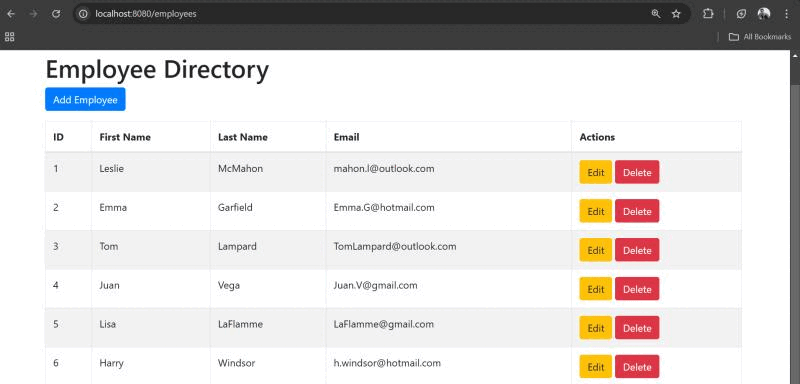 localhost:8080/employees
All Bookmarks
Employee Directory
Add Employee
ID First Name Last Name Email Actions
1 Leslie McMahon mahon.l@outlook.com Edit Delete
2 Emma Garfield Emma.G@hotmail.com Edit Delete
3 Tom Lampard TomLampard@outlook.com Edit Delete
4 Juan Vega Juan.V@gmail.com Edit Delete
5 Lisa LaFlamme LaFlamme@gmail.com Edit Delete
6 Harry Windsor h.windsor@hotmail.com Edit Delete